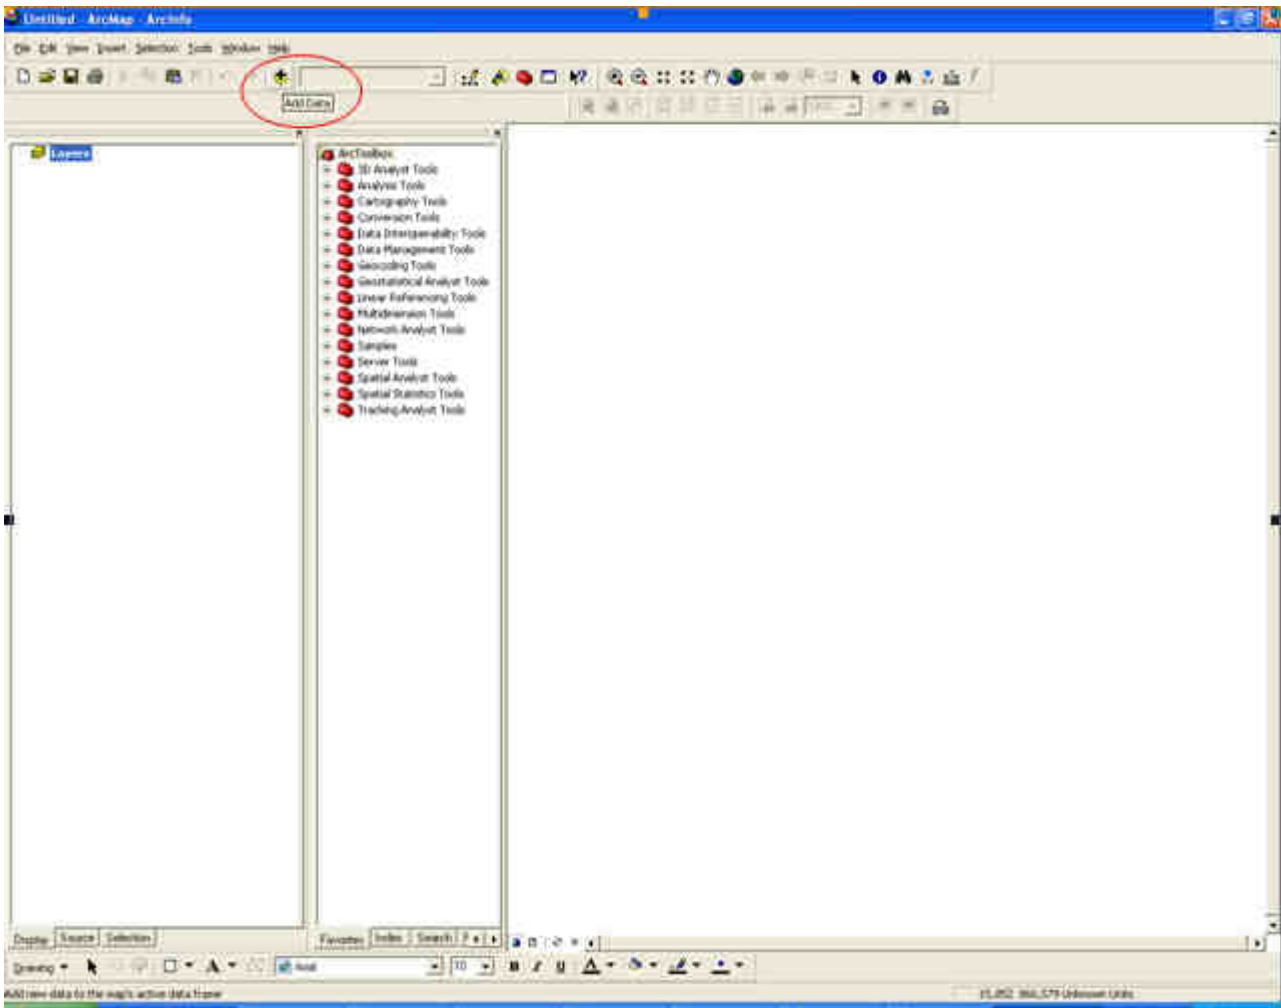 Untitled - ArcMap - ArcInfo
File Edit View Insert Selection Tools Window Help
Add Data
Layers
ArcToolbox
3D Analyst Tools
Analysis Tools
Cartography Tools
Conversion Tools
Data Interoperability Tools
Data Management Tools
Geocoding Tools
Geostatistical Analyst Tools
Linear Referencing Tools
Multidimension Tools
Network Analyst Tools
Samples
Server Tools
Spatial Analyst Tools
Spatial Statistics Tools
Tracking Analyst Tools
Display Source Selection
Favorites Index Search
Drawing A Arial 10 B I U A
Add new data to the map's active data frame
Unknown Units